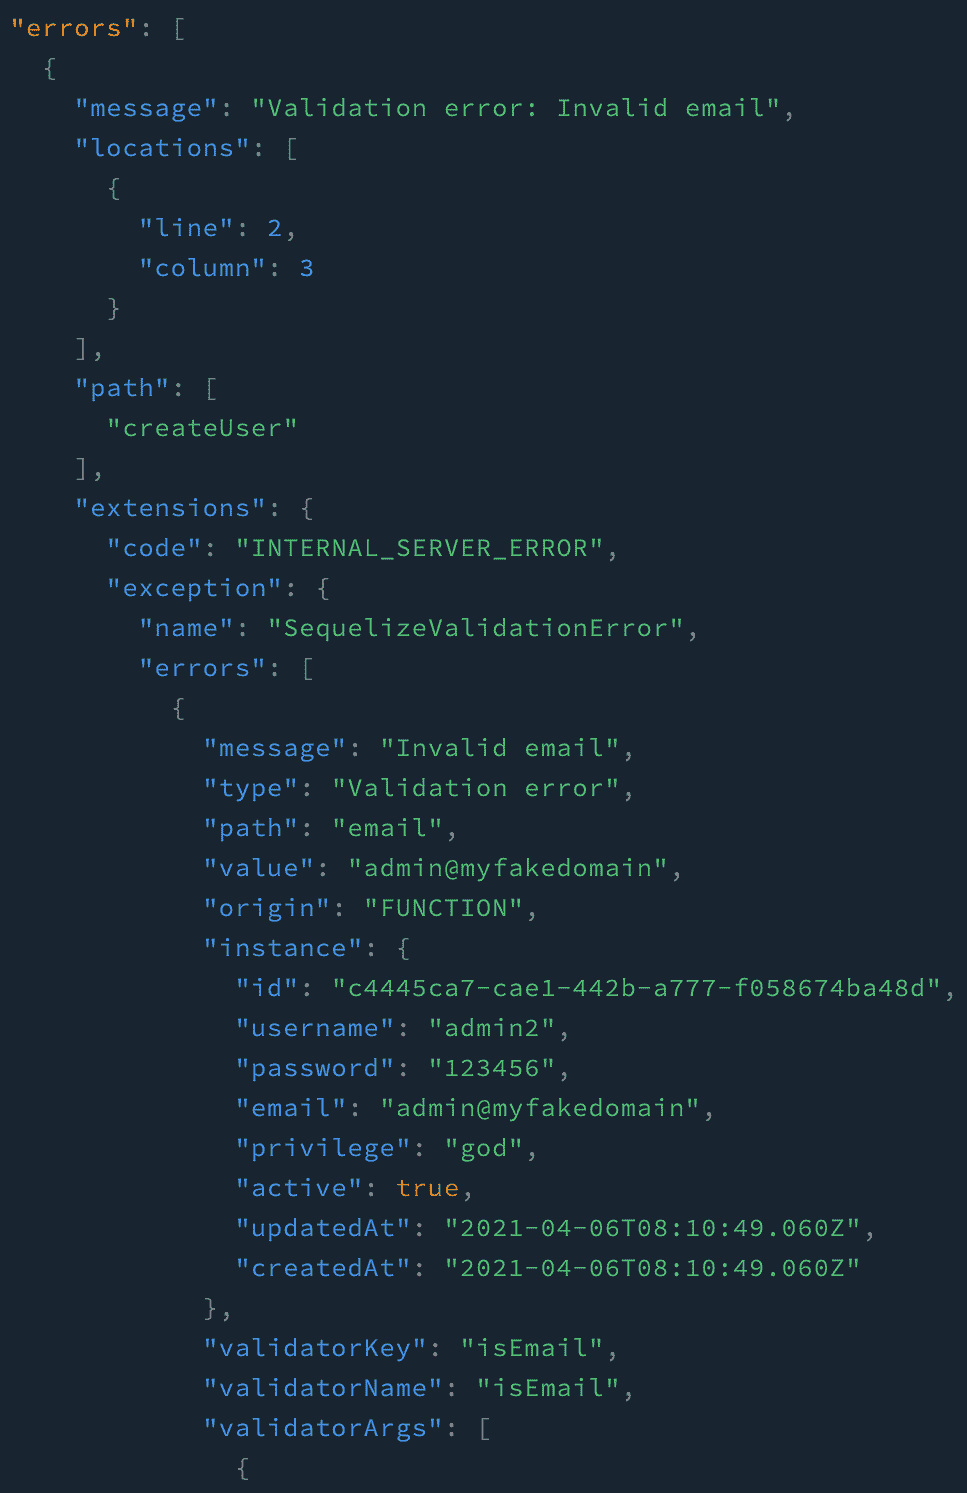 "errors": [
  {
    "message": "Validation error: Invalid email",
    "locations": [
      {
        "line": 2,
        "column": 3
      }
    ],
    "path": [
      "createUser"
    ],
    "extensions": {
      "code": "INTERNAL_SERVER_ERROR",
      "exception": {
        "name": "SequelizeValidationError",
        "errors": [
          {
            "message": "Invalid email",
            "type": "Validation error",
            "path": "email",
            "value": "admin@myfakedomain",
            "origin": "FUNCTION",
            "instance": {
              "id": "c4445ca7-cae1-442b-a777-f058674ba48d",
              "username": "admin2",
              "password": "123456",
              "email": "admin@myfakedomain",
              "privilege": "god",
              "active": true,
              "updatedAt": "2021-04-06T08:10:49.060Z",
              "createdAt": "2021-04-06T08:10:49.060Z"
            },
            "validatorKey": "isEmail",
            "validatorName": "isEmail",
            "validatorArgs": [
              {